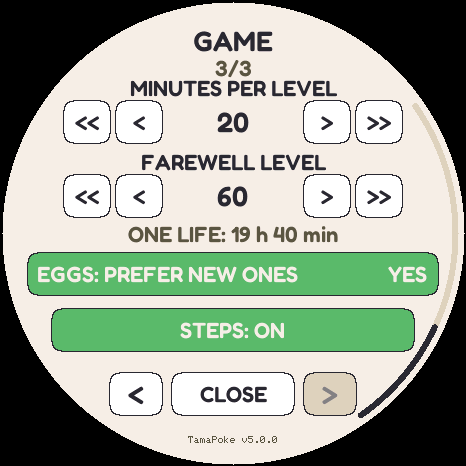 GAME
3/3
MINUTES PER LEVEL
<< < 20 > >>
FAREWELL LEVEL
<< < 60 > >>
ONE LIFE: 19 h 40 min
EGGS: PREFER NEW ONES YES
STEPS: ON
< CLOSE >
TamaPoke v5.0.0